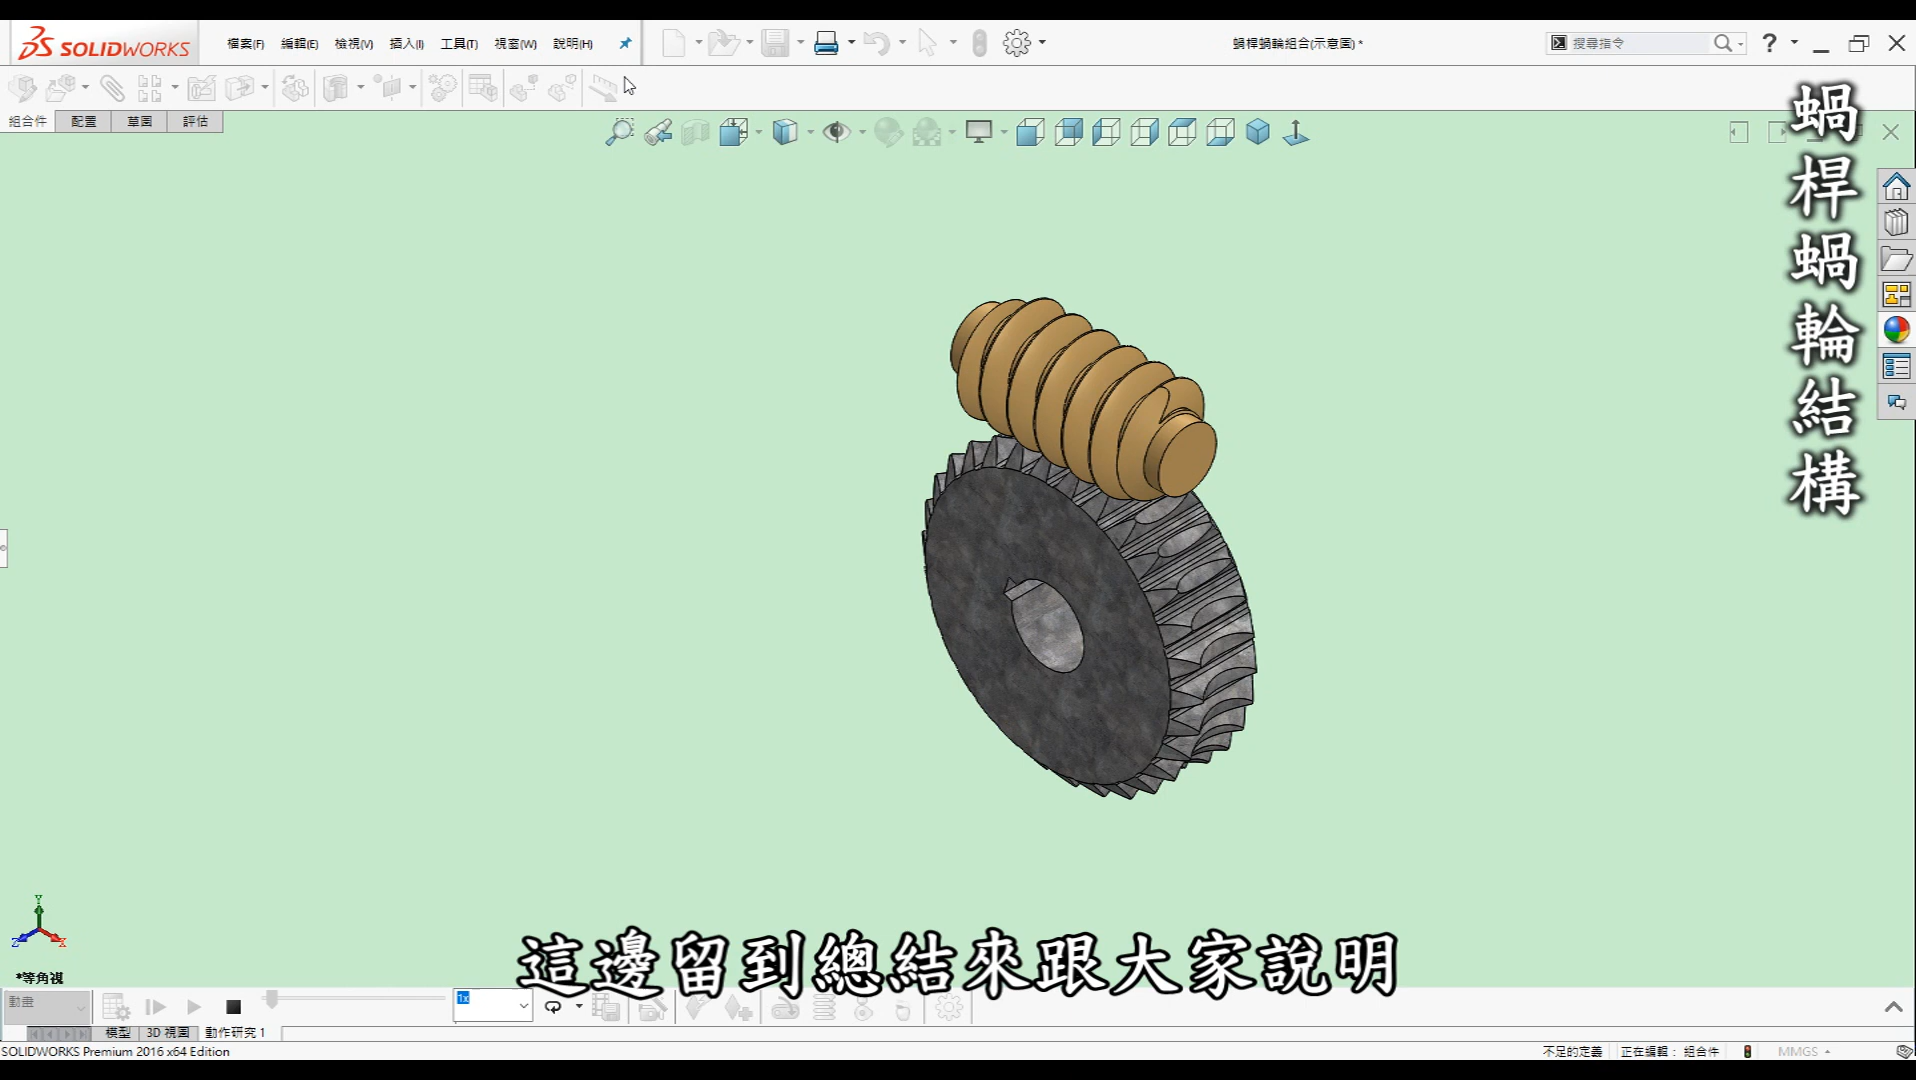 SOLIDWORKS
檔案(F) 編輯(E) 檢視(V) 插入(I) 工具(T) 視窗(W) 說明(H)
蝸桿蝸輪組合(示意圖) *
搜尋指令
?
組合件 配置 草圖 評估
蝸桿蝸輪結構
Y
Z
X
*等角視
這邊留到總結來跟大家說明
動畫
1x
模型 3D 視圖 動作研究 1
SOLIDWORKS Premium 2016 x64 Edition
不足的定義 正在編輯: 組合件 MMGS